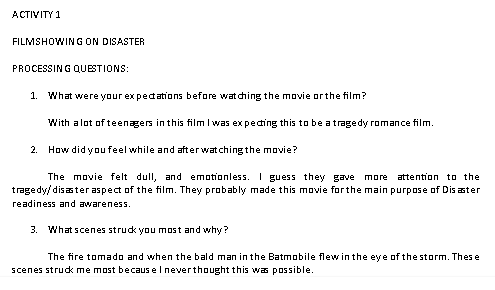 ACTIVITY 1
FILMSHOWING ON DISASTER
PROCESSING QUESTIONS:
1. What were your expectations before watching the movie or the film?
With a lot of teenagers in this film I was expecting this to be a tragedy romance film.
2. How did you feel while and after watching the movie?
The movie felt dull, and emotionless. I guess they gave more attention to the
tragedy/disaster aspect of the film. They probably made this movie for the main purpose of Disaster
readiness and awareness.
3. What scenes struck you most and why?
The fire tornado and when the bald man in the Batmobile flew in the eye of the storm. These
scenes struck me most because I never thought this was possible.